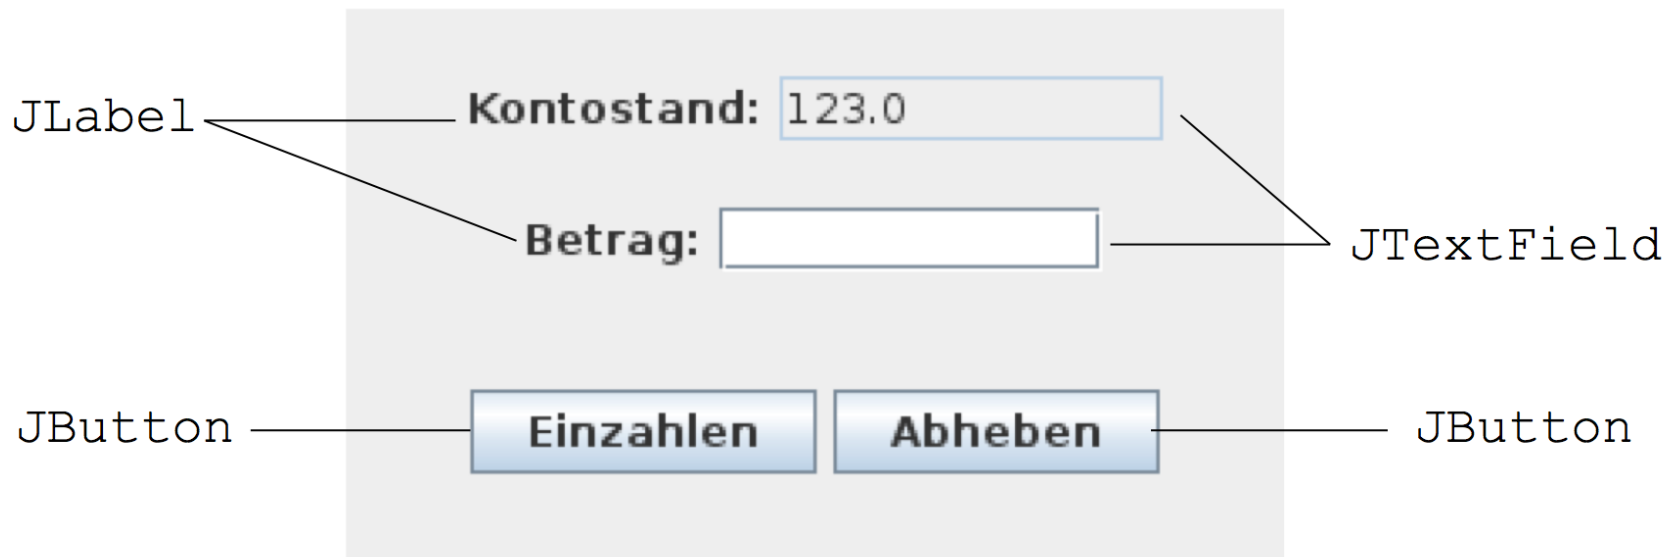 JLabel
Kontostand: 123.0
Betrag:
JTextField
JButton
Einzahlen
Abheben
JButton